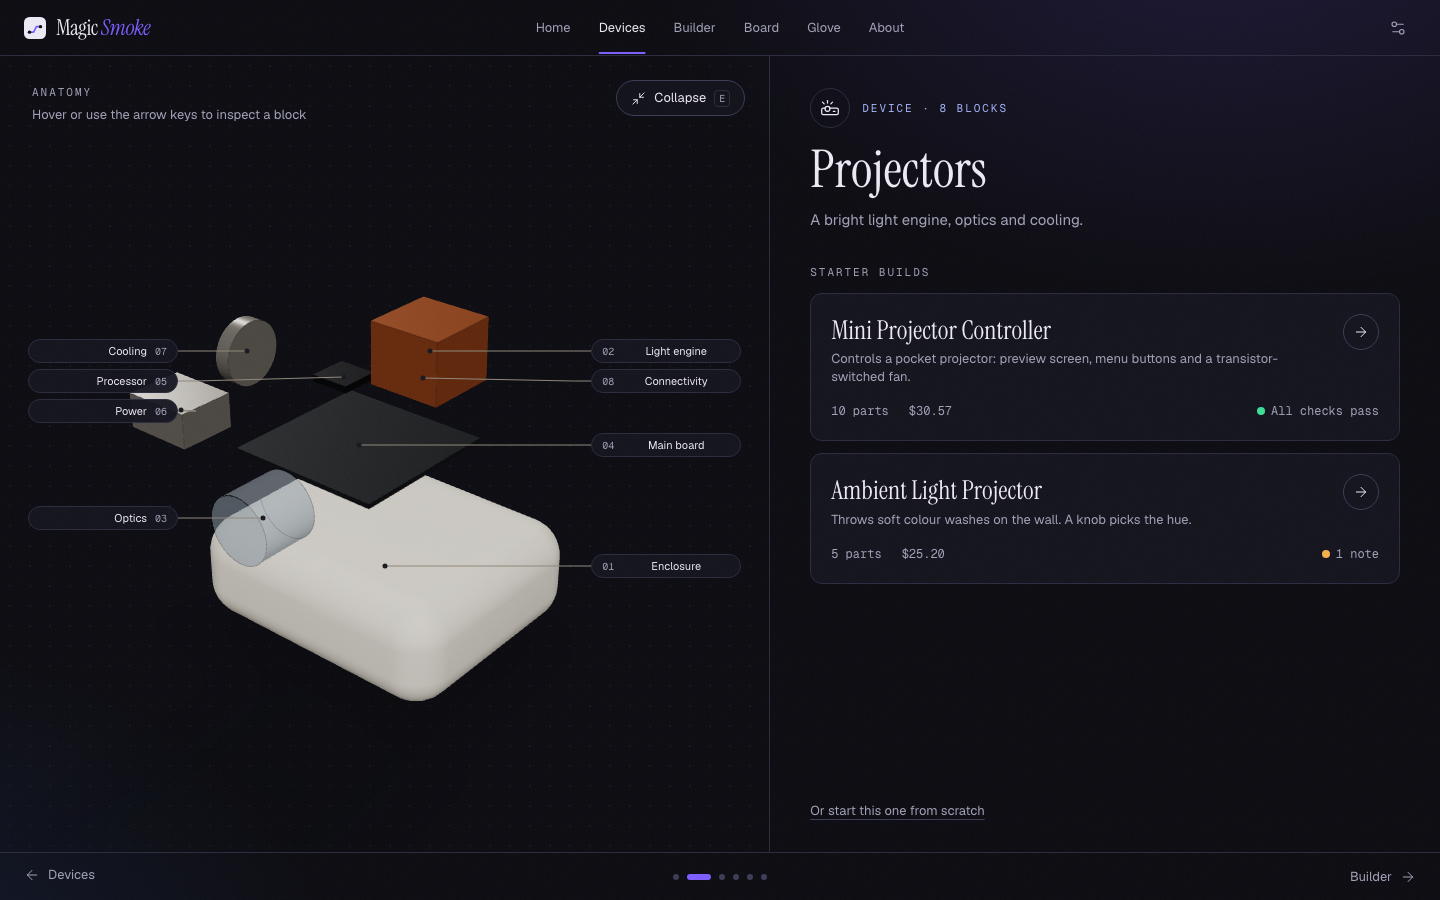 Magic Smoke
Home
Devices
Builder
Board
Glove
About
ANATOMY
Hover or use the arrow keys to inspect a block
Collapse E
Cooling 07
Processor 05
Power 06
Optics 03
02 Light engine
08 Connectivity
04 Main board
01 Enclosure
DEVICE · 8 BLOCKS
Projectors
A bright light engine, optics and cooling.
STARTER BUILDS
Mini Projector Controller
Controls a pocket projector: preview screen, menu buttons and a transistor-
switched fan.
10 parts $30.57
All checks pass
Ambient Light Projector
Throws soft colour washes on the wall. A knob picks the hue.
5 parts $25.20
1 note
Or start this one from scratch
Devices
Builder